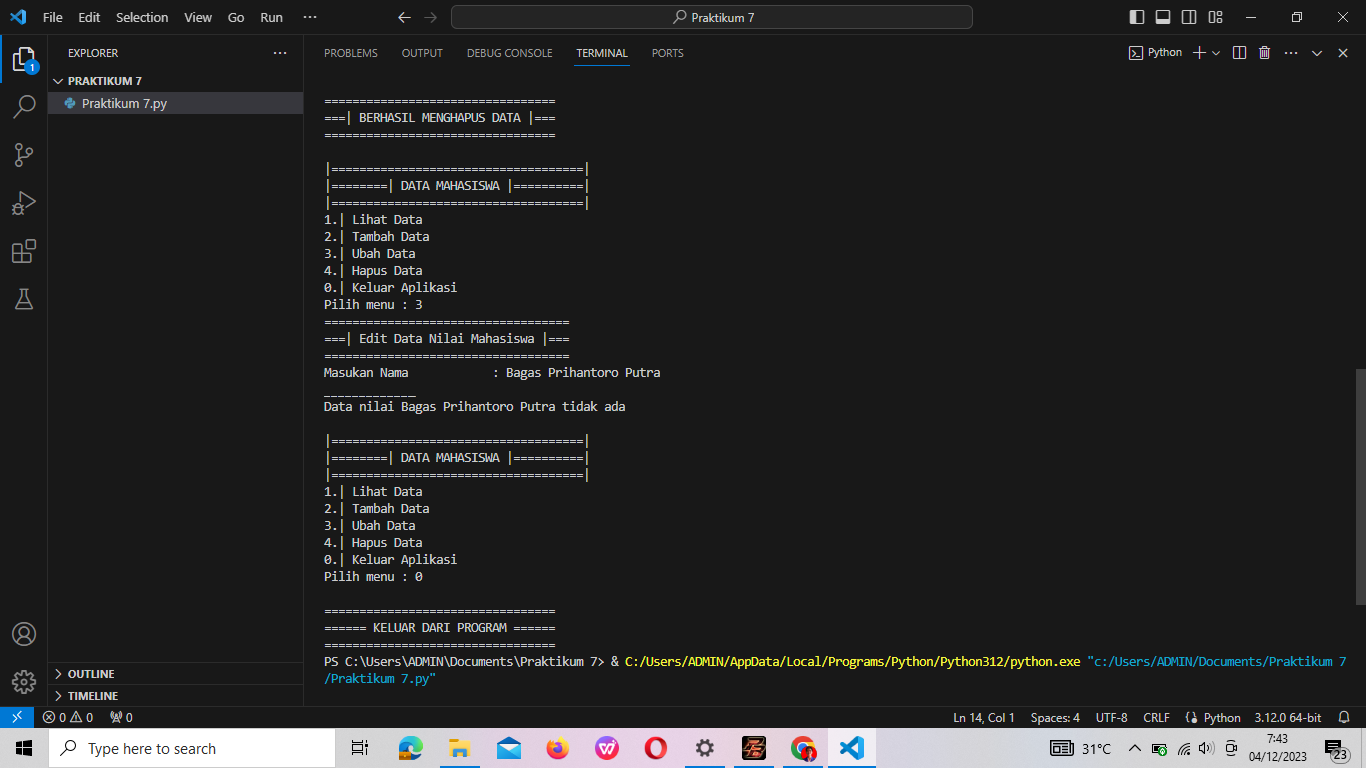 File Edit Selection View Go Run ··· Praktikum 7
EXPLORER ···
PROBLEMS OUTPUT DEBUG CONSOLE TERMINAL PORTS
Python
1
PRAKTIKUM 7
Praktikum 7.py
=================================
===| BERHASIL MENGHAPUS DATA |===
=================================
|====================================|
|========| DATA MAHASISWA |==========|
|====================================|
1.| Lihat Data
2.| Tambah Data
3.| Ubah Data
4.| Hapus Data
0.| Keluar Aplikasi
Pilih menu : 3
===================================
===| Edit Data Nilai Mahasiswa |===
===================================
Masukan Nama : Bagas Prihantoro Putra
_____________
Data nilai Bagas Prihantoro Putra tidak ada
|====================================|
|========| DATA MAHASISWA |==========|
|====================================|
1.| Lihat Data
2.| Tambah Data
3.| Ubah Data
4.| Hapus Data
0.| Keluar Aplikasi
Pilih menu : 0
=================================
====== KELUAR DARI PROGRAM ======
=================================
PS C:\Users\ADMIN\Documents\Praktikum 7> & C:/Users/ADMIN/AppData/Local/Programs/Python/Python312/python.exe "c:/Users/ADMIN/Documents/Praktikum 7
/Praktikum 7.py"
OUTLINE
TIMELINE
0 0 0 Ln 14, Col 1 Spaces: 4 UTF-8 CRLF Python 3.12.0 64-bit
Type here to search
31°C
7:43
04/12/2023
23